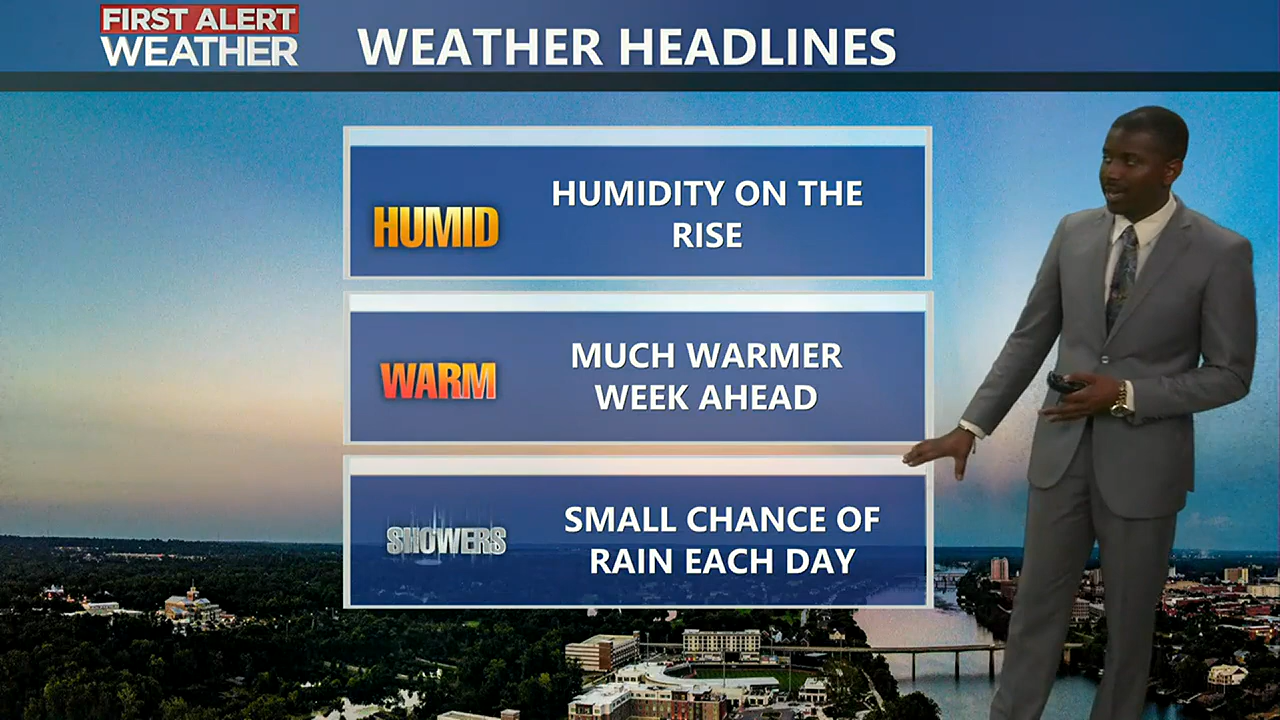 FIRST ALERT
WEATHER
WEATHER HEADLINES
HUMID
HUMIDITY ON THE
RISE
WARM
MUCH WARMER
WEEK AHEAD
SHOWERS
SMALL CHANCE OF
RAIN EACH DAY